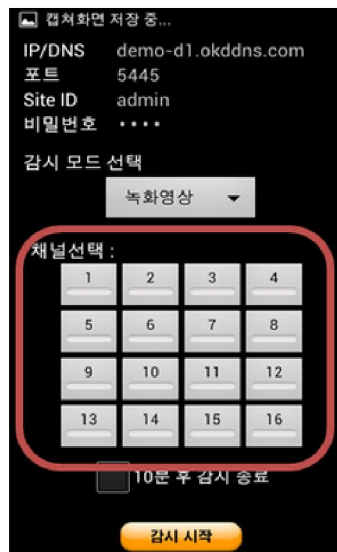 캡쳐화면 저장 중...
IP/DNS demo-d1.okddns.com
포트 5445
Site ID admin
비밀번호 ····
감시 모드 선택
녹화영상
채널선택 :
1 2 3 4
5 6 7 8
9 10 11 12
13 14 15 16
10분 후 감시 종료
감시 시작